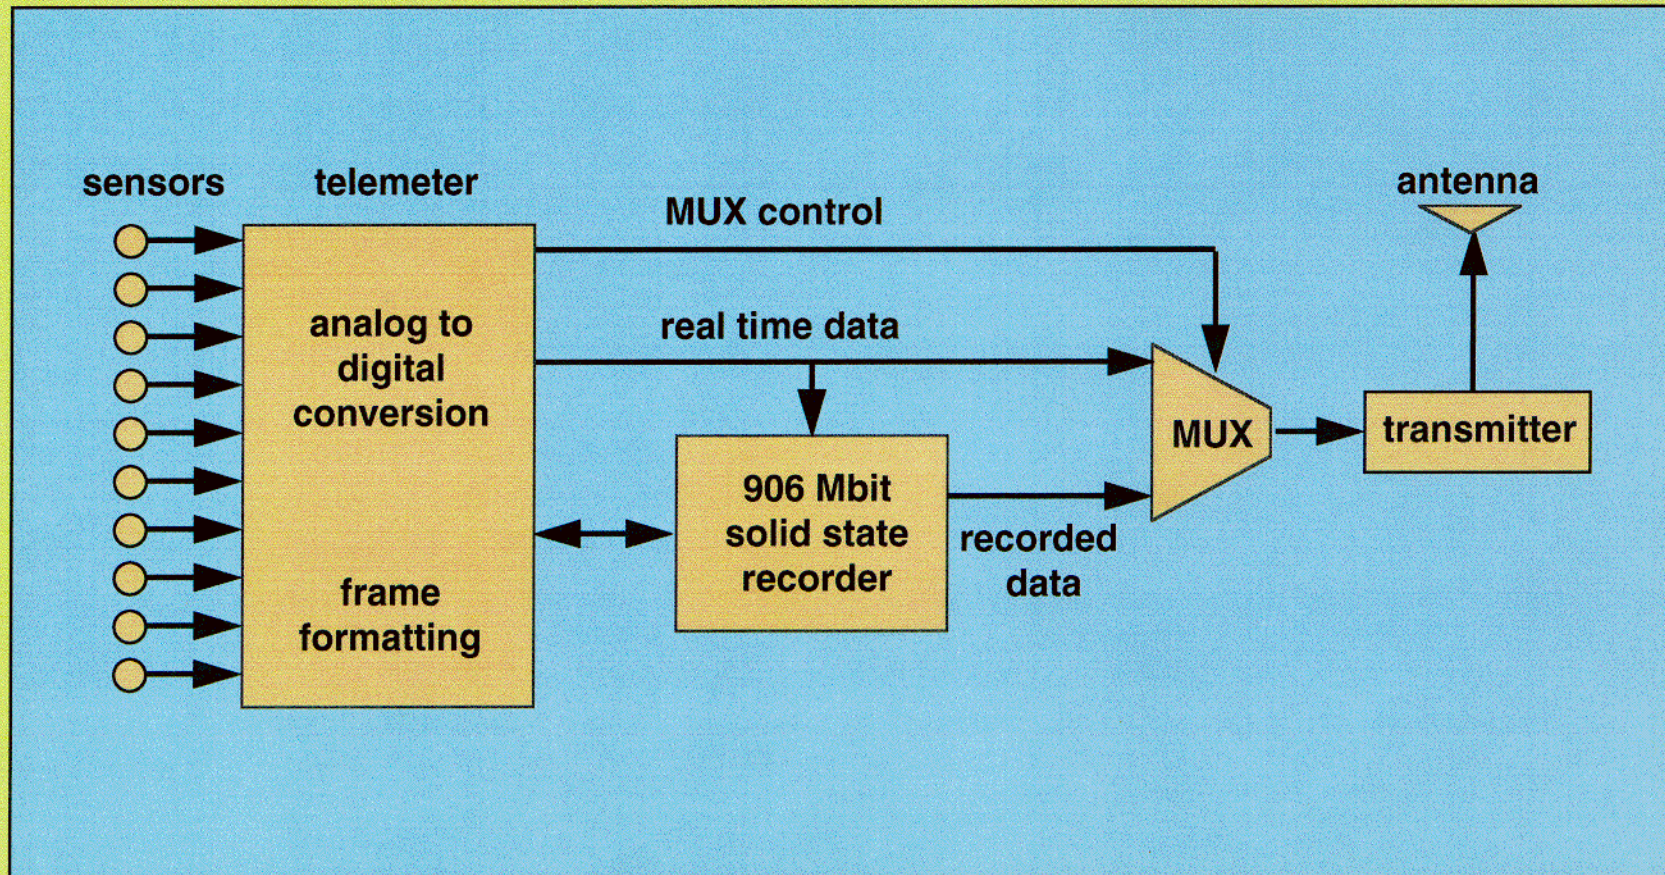 sensors
telemeter
MUX control
antenna
analog to
digital
conversion
real time data
MUX
transmitter
906 Mbit
solid state
recorder
recorded
data
frame
formatting